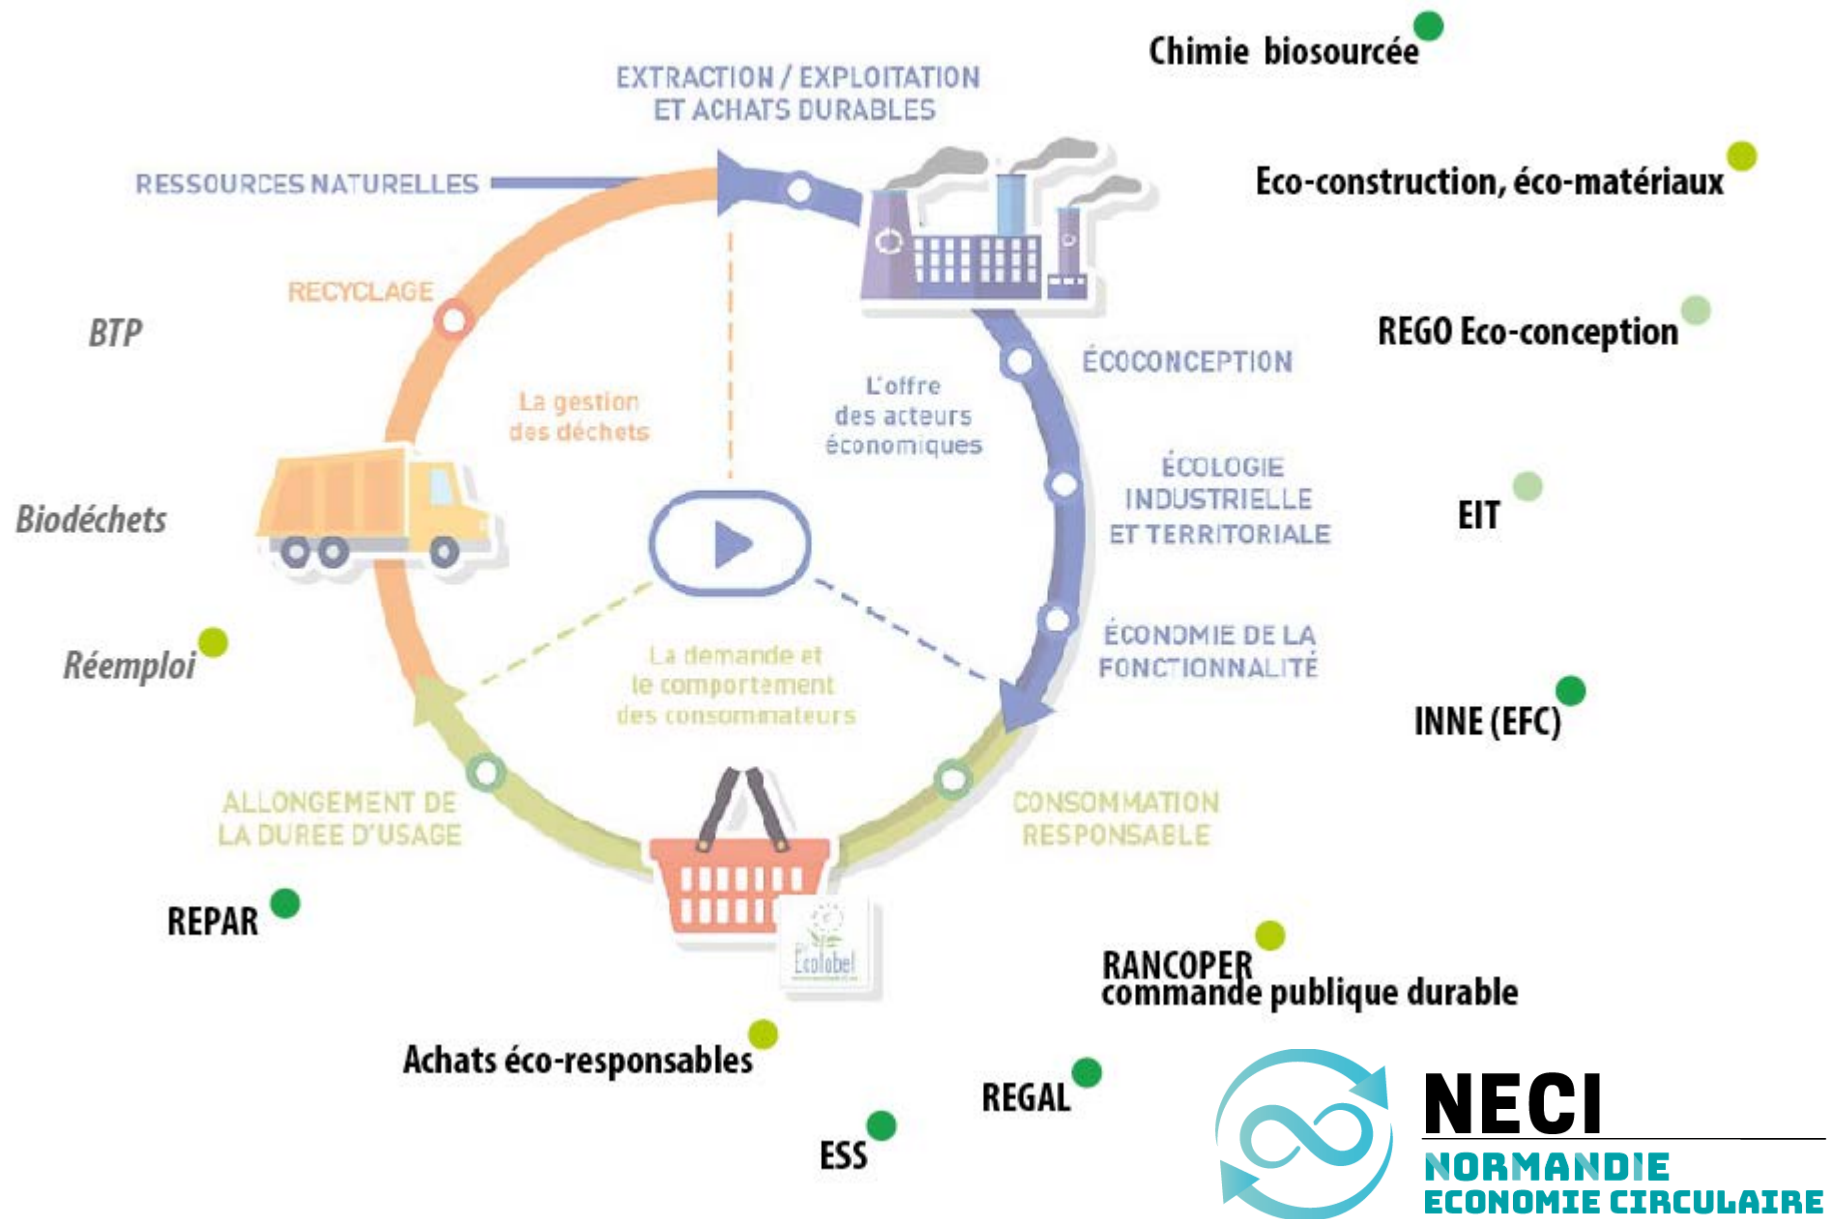 Chimie biosourcée
EXTRACTION / EXPLOITATION
ET ACHATS DURABLES
RESSOURCES NATURELLES
Eco-construction, éco-matériaux
RECYCLAGE
BTP
REGO Eco-conception
ÉCOCONCEPTION
La gestion
des déchets
L'offre
des acteurs
économiques
ÉCOLOGIE
INDUSTRIELLE
ET TERRITORIALE
Biodéchets
EIT
ÉCONOMIE DE LA
FONCTIONNALITÉ
La demande et
le comportement
des consommateurs
Réemploi
INNE (EFC)
ALLONGEMENT DE
LA DUREE D'USAGE
CONSOMMATION
RESPONSABLE
REPAR
Ecolabel
RANCOPER
commande publique durable
Achats éco-responsables
REGAL
ESS
NECI
NORMANDIE
ECONOMIE CIRCULAIRE